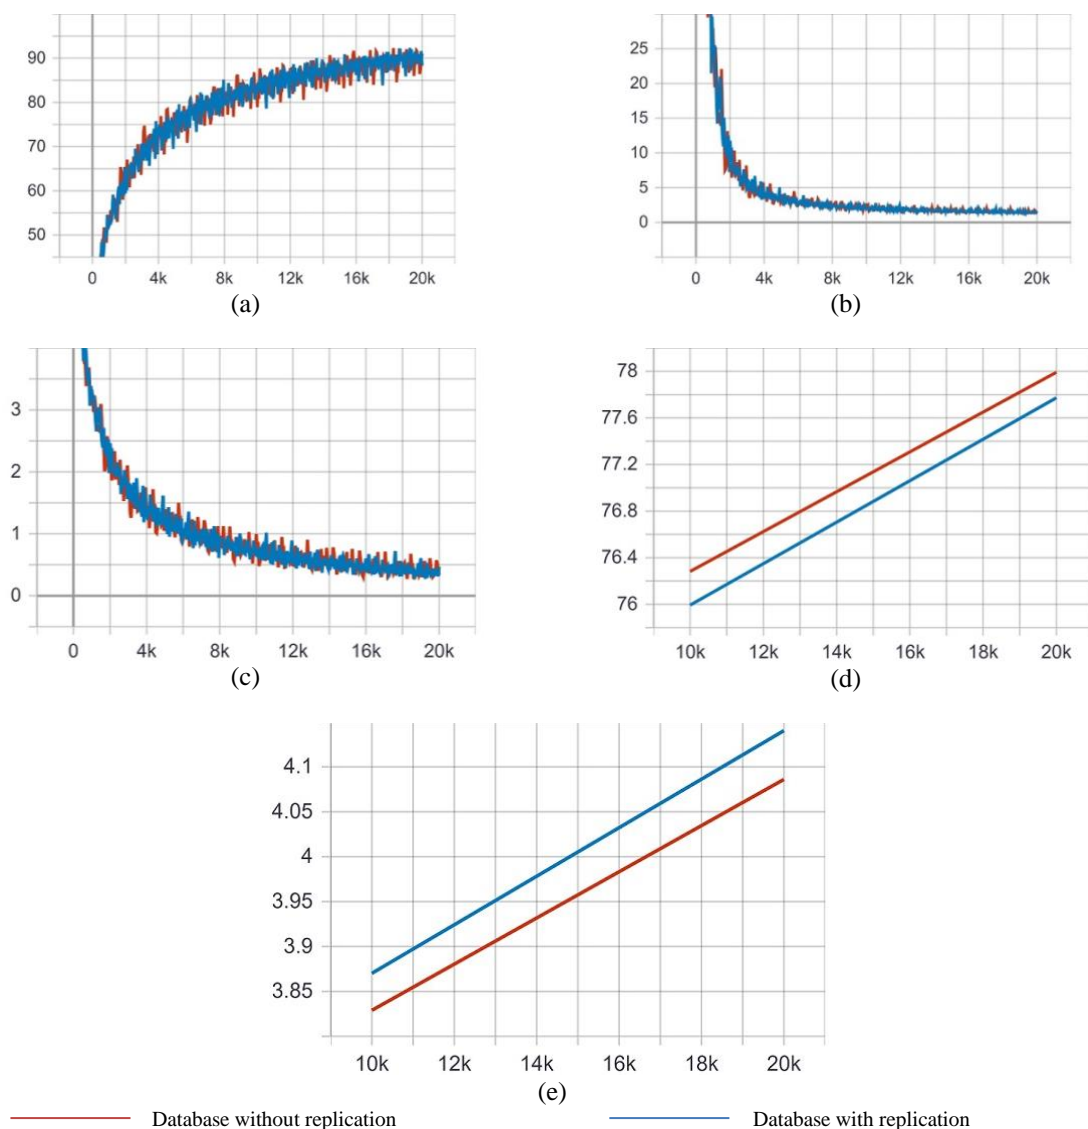 90
80
70
60
50
0 4k 8k 12k 16k 20k
(a)
25
20
15
10
5
0
0 4k 8k 12k 16k 20k
(b)
3
2
1
0
0 4k 8k 12k 16k 20k
(c)
78
77.6
77.2
76.8
76.4
76
10k 12k 14k 16k 18k 20k
(d)
4.1
4.05
4
3.95
3.9
3.85
10k 12k 14k 16k 18k 20k
(e)
Database without replication Database with replication